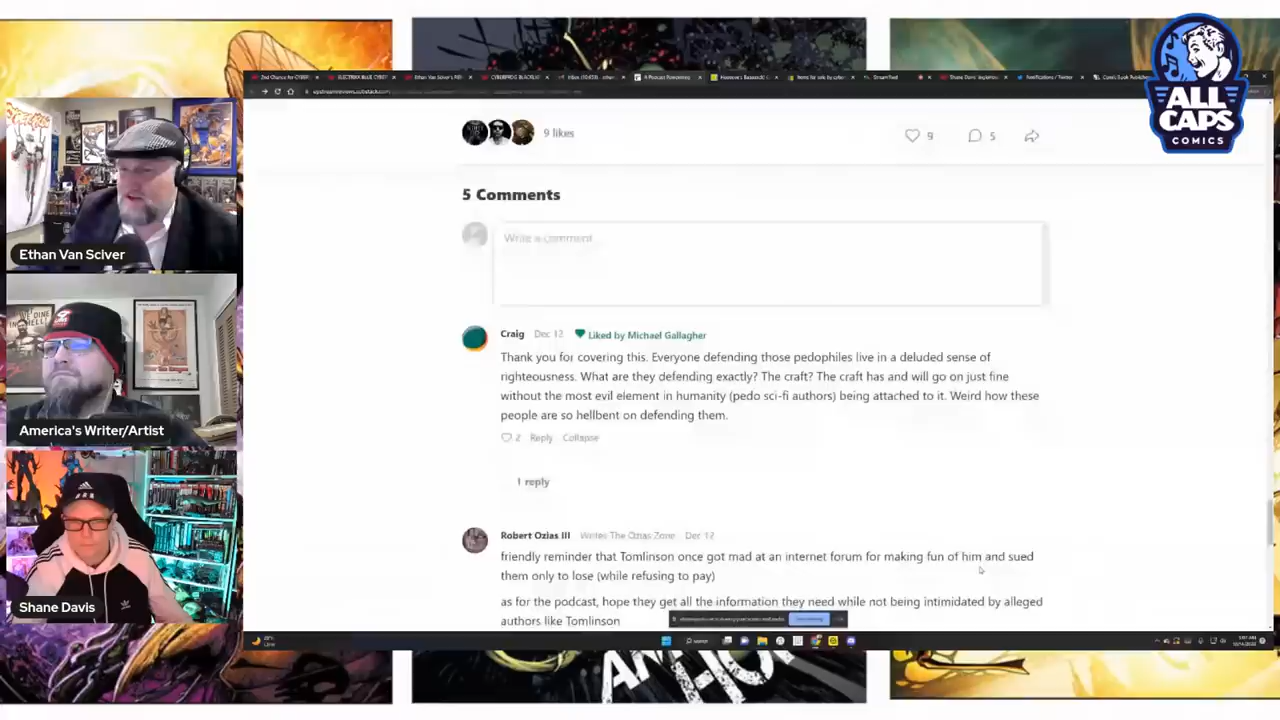 ALL
CAPS
COMICS
9 likes
9
5
5 Comments
Write a comment
Craig Dec 12 Liked by Michael Gallagher
Thank you for covering this. Everyone defending those pedophiles live in a deluded sense of
righteousness. What are they defending exactly? The craft? The craft has and will go on just fine
without the most evil element in humanity (pedo sci-fi authors) being attached to it. Weird how these
people are so hellbent on defending them.
2 Reply Collapse
1 reply
Robert Ozias III Writes The Ozias Zone Dec 12
friendly reminder that Tomlinson once got mad at an internet forum for making fun of him and sued
them only to lose (while refusing to pay)
as for the podcast, hope they get all the information they need while not being intimidated by alleged
authors like Tomlinson
Ethan Van Sciver
America's Writer/Artist
Shane Davis